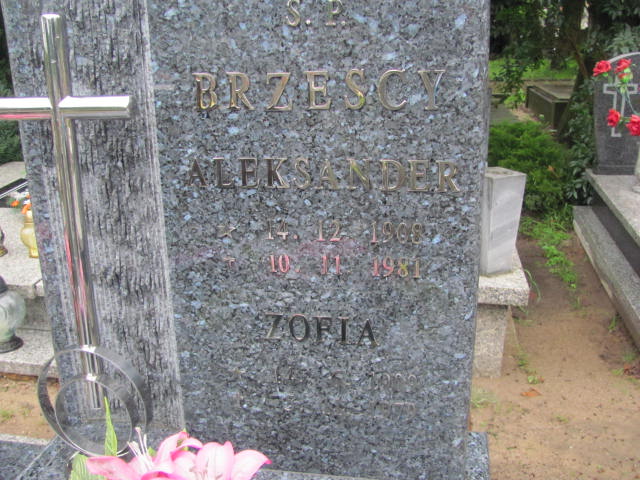 Ś. P.
BRZESCY
ALEKSANDER
* 14. 12 1908
+ 10. 11 1981
ZOFIA